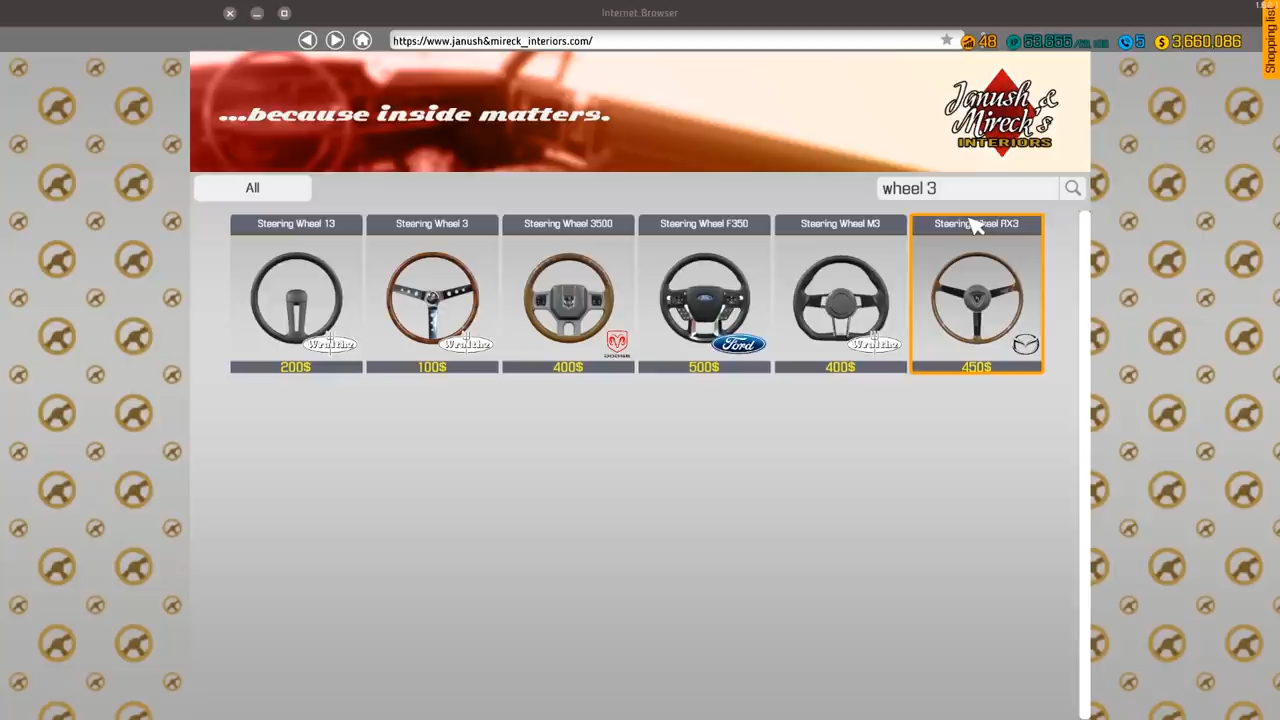 Internet Browser
https://www.janush&mireck_interiors.com/
48
5
3,660,086
Shopping list
...because inside matters.
Janush &
Mireck's
INTERIORS
All
wheel 3
Steering Wheel 13
Steering Wheel 3
Steering Wheel 3500
Steering Wheel F350
Steering Wheel M3
Steering Wheel RX3
Ford
DODGE
200$
100$
400$
500$
400$
450$